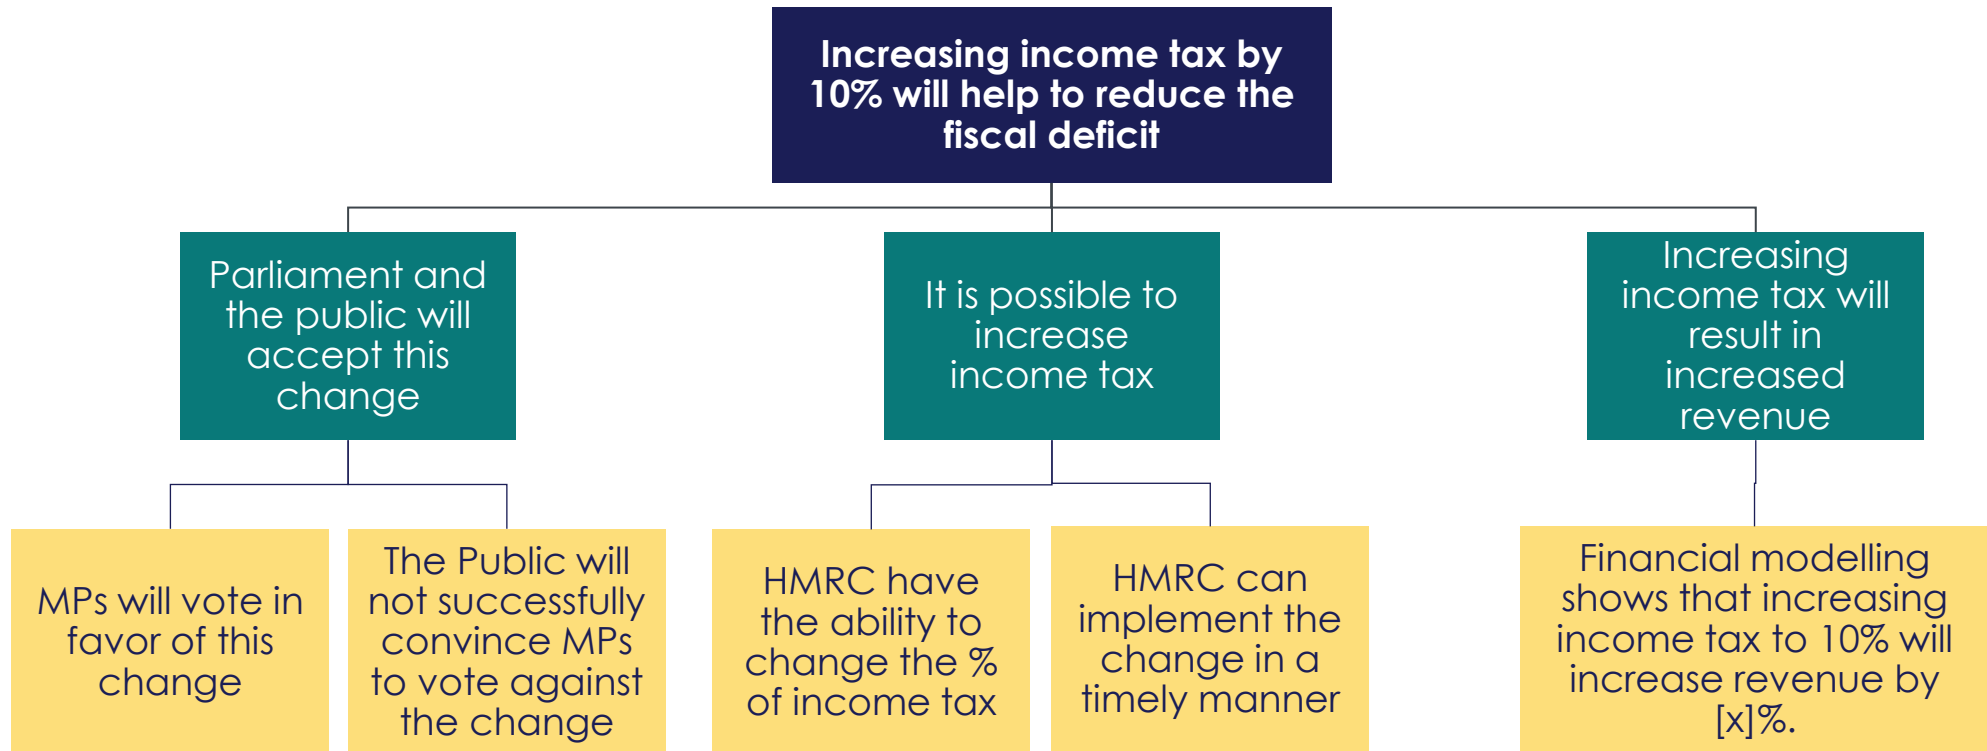 Increasing income tax by
10% will help to reduce the
fiscal deficit
Parliament and
the public will
accept this
change
It is possible to
increase
income tax
Increasing
income tax will
result in
increased
revenue
MPs will vote in
favor of this
change
The Public will
not successfully
convince MPs
to vote against
the change
HMRC have
the ability to
change the %
of income tax
HMRC can
implement the
change in a
timely manner
Financial modelling
shows that increasing
income tax to 10% will
increase revenue by
[x]%.